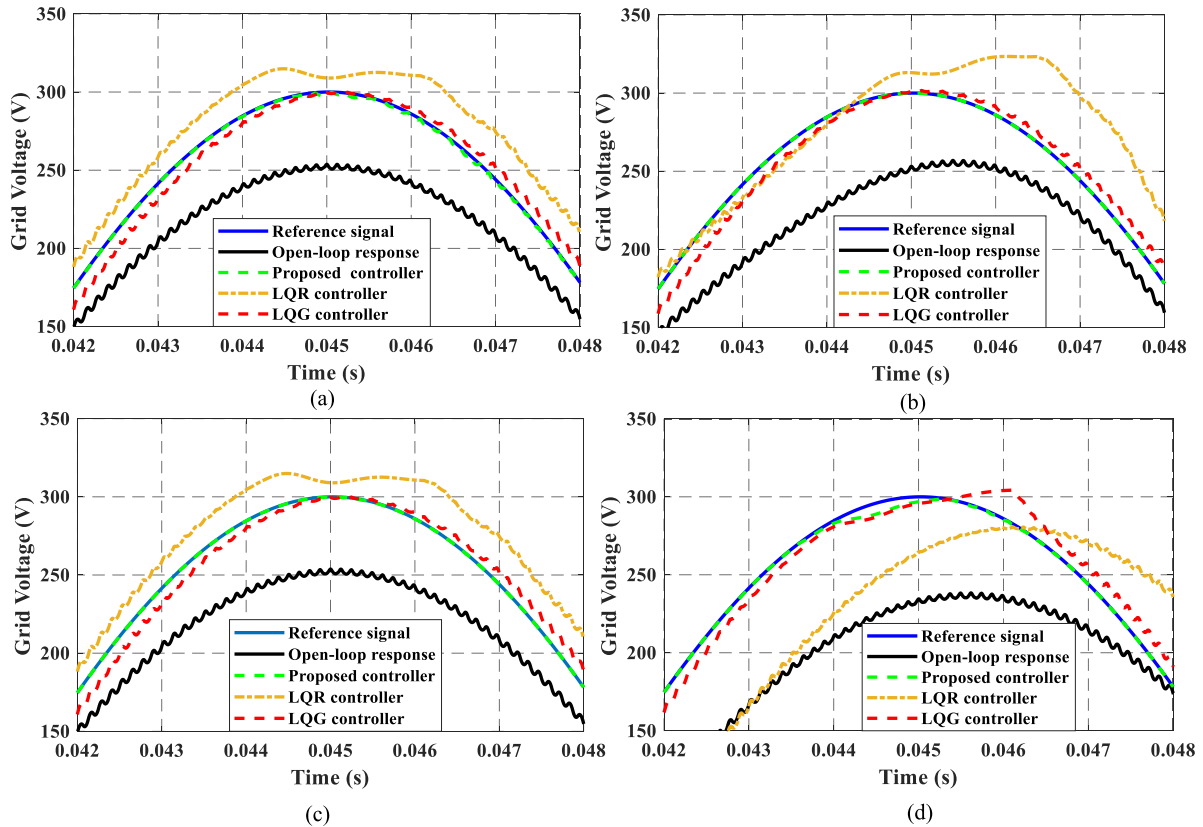 350
300
250
200
150
Grid Voltage (V)
Reference signal
Open-loop response
Proposed controller
LQR controller
LQG controller
0.042 0.043 0.044 0.045 0.046 0.047 0.048
Time (s)
(a)
350
300
250
200
150
Grid Voltage (V)
Reference signal
Open-loop response
Proposed controller
LQR controller
LQG controller
0.042 0.043 0.044 0.045 0.046 0.047 0.048
Time (s)
(b)
350
300
250
200
150
Grid Voltage (V)
Reference signal
Open-loop response
Proposed controller
LQR controller
LQG controller
0.042 0.043 0.044 0.045 0.046 0.047 0.048
Time (s)
(c)
350
300
250
200
150
Grid Voltage (V)
Reference signal
Open-loop response
Proposed controller
LQR controller
LQG controller
0.042 0.043 0.044 0.045 0.046 0.047 0.048
Time (s)
(d)